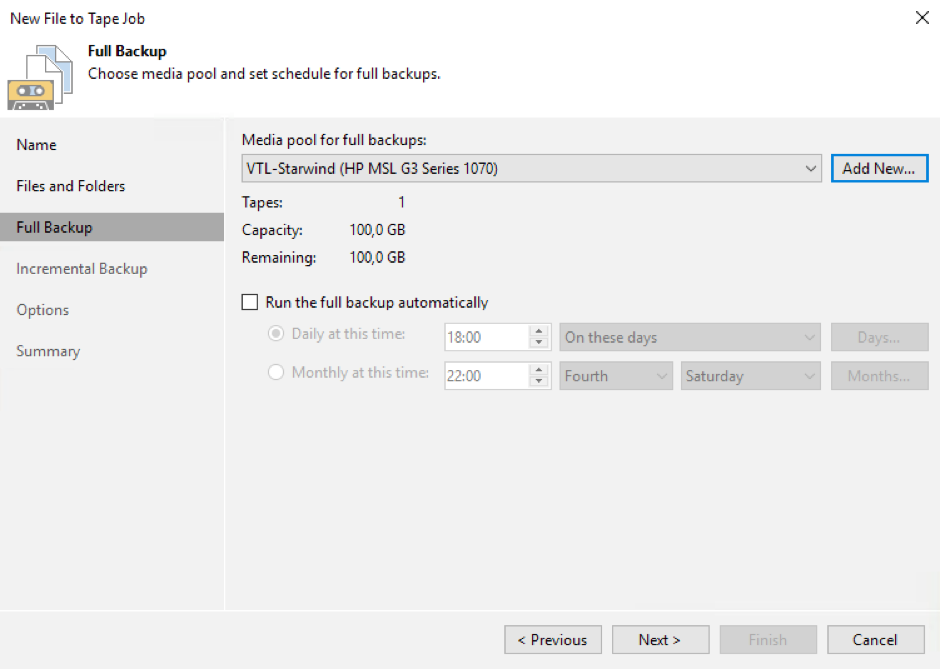 New File to Tape Job
Full Backup
Choose media pool and set schedule for full backups.
Name
Files and Folders
Full Backup
Incremental Backup
Options
Summary
Media pool for full backups:
VTL-Starwind (HP MSL G3 Series 1070)
Add New...
Tapes: 1
Capacity: 100,0 GB
Remaining: 100,0 GB
Run the full backup automatically
Daily at this time: 18:00 On these days Days...
Monthly at this time: 22:00 Fourth Saturday Months...
< Previous Next > Finish Cancel